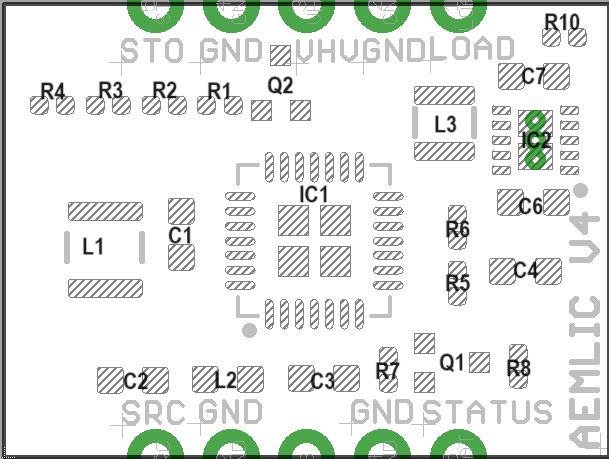 R10
STO GND VHVGNDLOAD
C7
Q2
R4 R3 R2 R1
L3
IC2
IC1
C6
R6
C1
L1
C4
R5
Q1
R7
R8
C2 L2 C3
SRC GND GND STATUS
AEMLIC V4